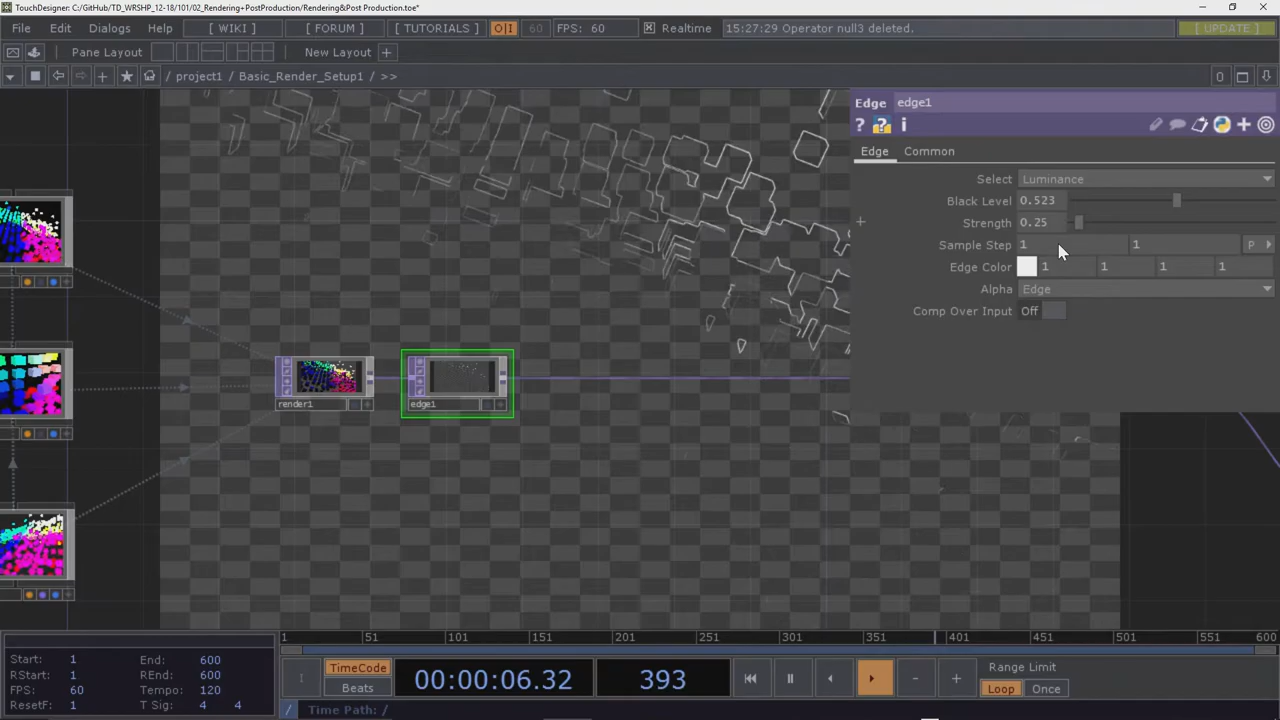 TouchDesigner: C:/GitHub/TD_WRSHP_12-18/101/02_Rendering+PostProduction/Rendering&Post Production.toe*
File Edit Dialogs Help [ WIKI ] [ FORUM ] [ TUTORIALS ] O|I 60 FPS: 60 Realtime 15:27:29 Operator null3 deleted. [ UPDATE ]
Pane Layout New Layout +
/ project1 / Basic_Render_Setup1 / >> 0
Edge edge1
? ? i
Edge Common
Select Luminance
Black Level 0.523
Strength 0.25
Sample Step 1 1 P
Edge Color 1 1 1 1
Alpha Edge
Comp Over Input Off
render1 edge1
1 51 101 151 201 251 301 351 401 451 501 551 600
Start: 1 End: 600
RStart: 1 REnd: 600
FPS: 60 Tempo: 120
ResetF: 1 T Sig: 4 4
1 TimeCode 00:00:06.32 393 - + Range Limit
Beats Loop Once
/ Time Path: /